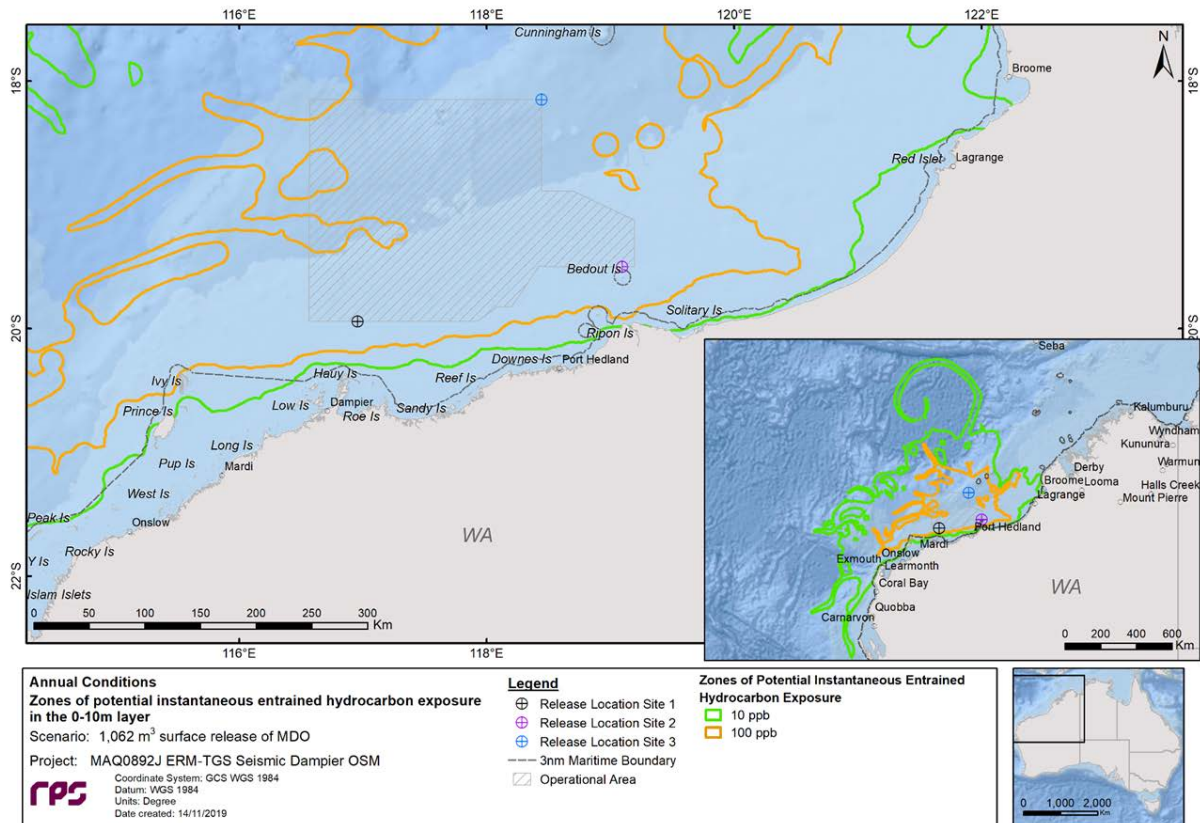 116°E 118°E 120°E 122°E
Cunningham Is
N
Broome
18°S 18°S
Red Islet Lagrange
Bedout Is
Solitary Is
20°S 20°S
Ripon Is
Downes Is Port Hedland
Ivy Is Hauy Is
Reef Is
Prince Is Low Is Dampier
Roe Is Sandy Is
Long Is
Pup Is Mardi
West Is
Peak Is Onslow
WA
Rocky Is
Y Is
22°S
Islam Islets
0 50 100 150 200 250 300
Km
116°E 118°E
Seba
Kalumburu
Wyndham
Kununurra
Derby Warmun
Broome Looma
Halls Creek
Lagrange Mount Pierre
Port Hedland
Mardi
Exmouth Onslow
Learmonth
Coral Bay WA
Quobba
Carnarvon
0 200 400 600
Km
Annual Conditions
Zones of potential instantaneous entrained hydrocarbon exposure
in the 0-10m layer
Scenario: 1,062 m³ surface release of MDO
Project: MAQ0892J ERM-TGS Seismic Dampier OSM
rps
Coordinate System: GCS WGS 1984
Datum: WGS 1984
Units: Degree
Date created: 14/11/2019
Legend
Release Location Site 1
Release Location Site 2
Release Location Site 3
3nm Maritime Boundary
Operational Area
Zones of Potential Instantaneous Entrained
Hydrocarbon Exposure
10 ppb
100 ppb
0 1,000 2,000
Km